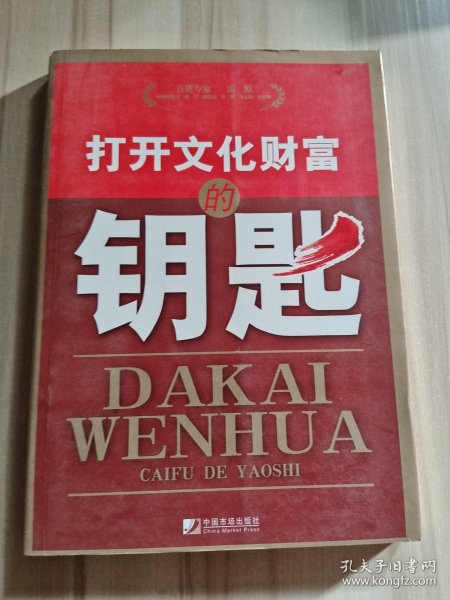 打开文化财富
的
钥匙
DAKAI
WENHUA
CAIFU DE YAOSHI
中国市场出版社
China Market Press
孔夫子旧书网
www.kongfz.com